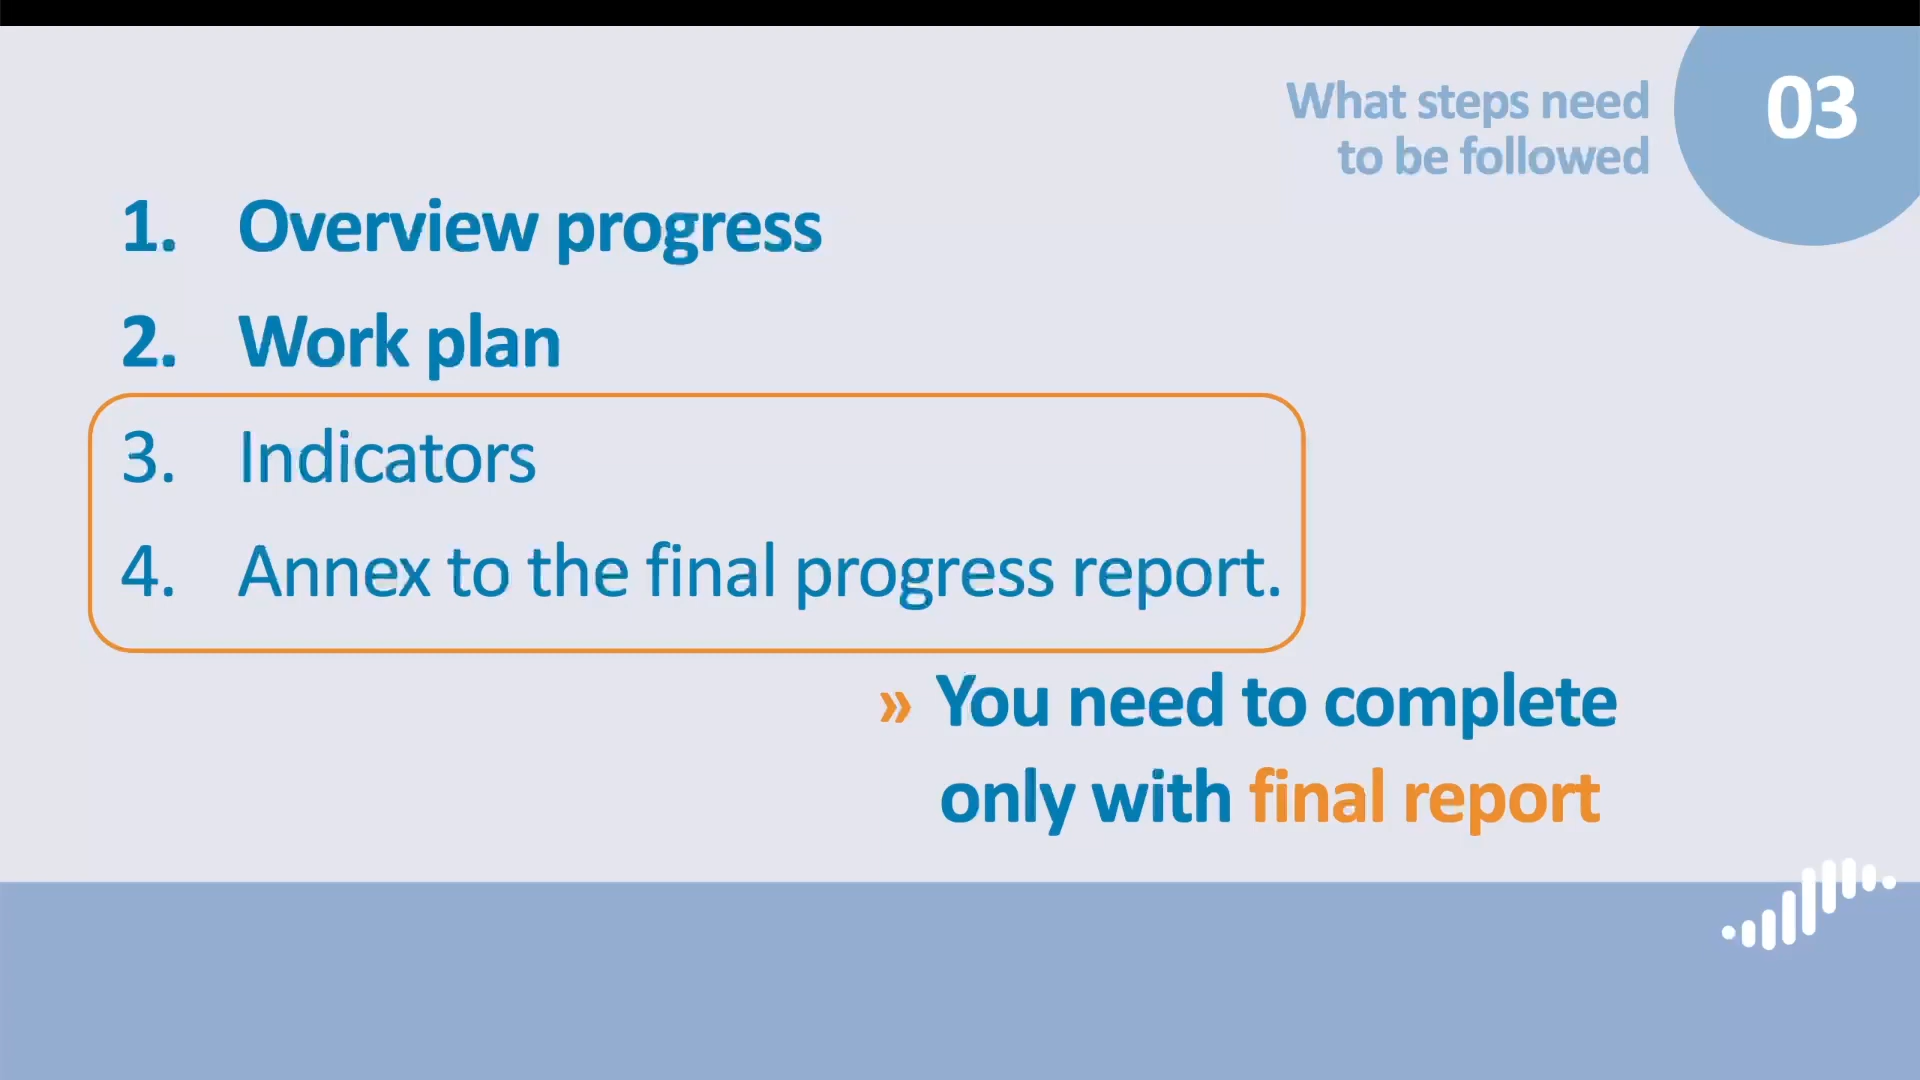 What steps need
to be followed
03
1. Overview progress
2. Work plan
3. Indicators
4. Annex to the final progress report.
» You need to complete
only with final report